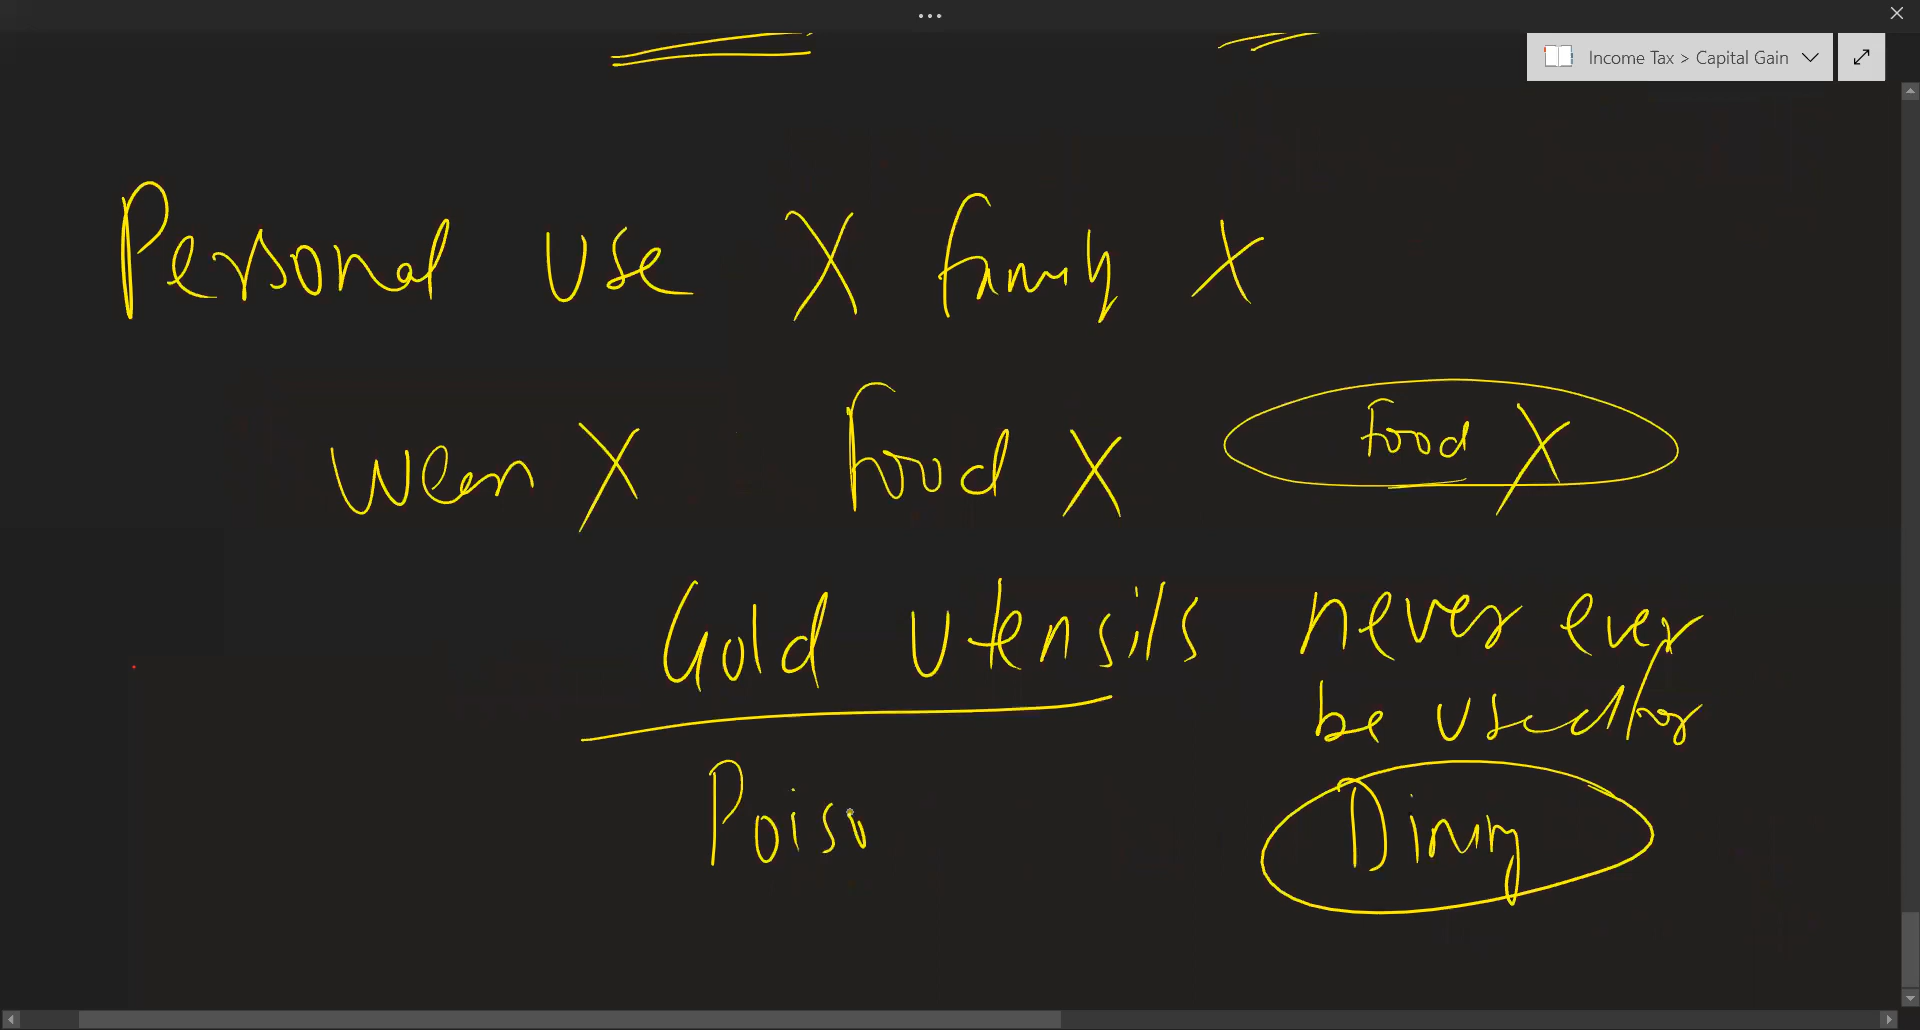 Income Tax > Capital Gain
Personal Use X Family X
Wear X Food X Food X
Gold Utensils never ever
be used for
Poiso
Dining